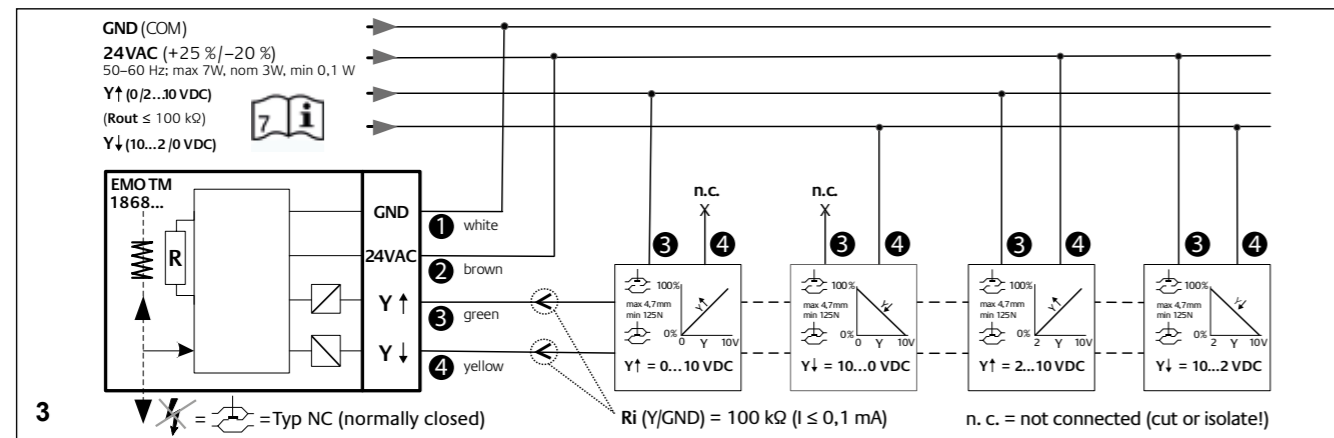 GND (COM)
24VAC (+25 %/–20 %)
50–60 Hz; max 7W, nom 3W, min 0,1 W
Y↑ (0/2...10 VDC)
(Rout ≤ 100 kΩ)
Y↓ (10...2 /0 VDC)
7 i
EMO TM
1868...
R
GND
24VAC
Y ↑
Y ↓
1 white
2 brown
3 green
4 yellow
n.c.
X
3 4
100%
max 4,7mm
min 125N
0%
Y↑
0 Y 10V
Y↑ = 0...10 VDC
n.c.
X
3 4
100%
max 4,7mm
min 125N
0%
Y↓
0 Y 10V
Y↓ = 10...0 VDC
3 4
100%
max 4,7mm
min 125N
0%
Y↑
2 Y 10V
Y↑ = 2...10 VDC
3 4
100%
max 4,7mm
min 125N
0%
Y↓
2 Y 10V
Y↓ = 10...2 VDC
3
= = Typ NC (normally closed)
Ri (Y/GND) = 100 kΩ (I ≤ 0,1 mA)
n. c. = not connected (cut or isolate!)